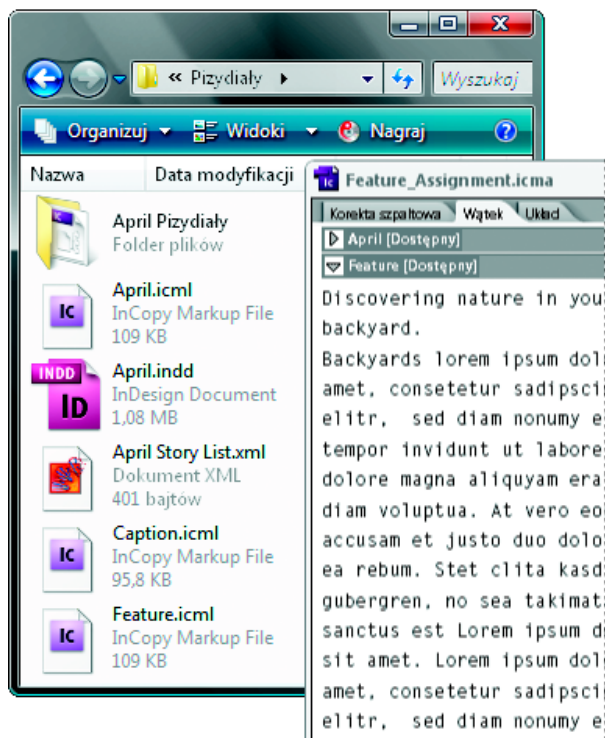 « Pizydiały
Wyszukaj
Organizuj
Widoki
Nagraj
?
Nazwa
Data modyfikacji
April Pizydiały
Folder plików
IC
April.icml
InCopy Markup File
109 KB
INDD
ID
April.indd
InDesign Document
1,08 MB
April Story List.xml
Dokument XML
401 bajtów
IC
Caption.icml
InCopy Markup File
95,8 KB
IC
Feature.icml
InCopy Markup File
109 KB
Ic
Feature_Assignment.icma
Korekta szpaltowa
Wątek
Układ
April [Dostępny]
Feature [Dostępny]
Discovering nature in you
backyard.
Backyards lorem ipsum dol
amet, consetetur sadipsci
elitr, sed diam nonumy e
tempor invidunt ut labore
dolore magna aliquyam era
diam voluptua. At vero eo
accusam et justo duo dolo
ea rebum. Stet clita kasd
gubergren, no sea takimat
sanctus est Lorem ipsum d
sit amet. Lorem ipsum dol
amet, consetetur sadipsci
elitr, sed diam nonumy e